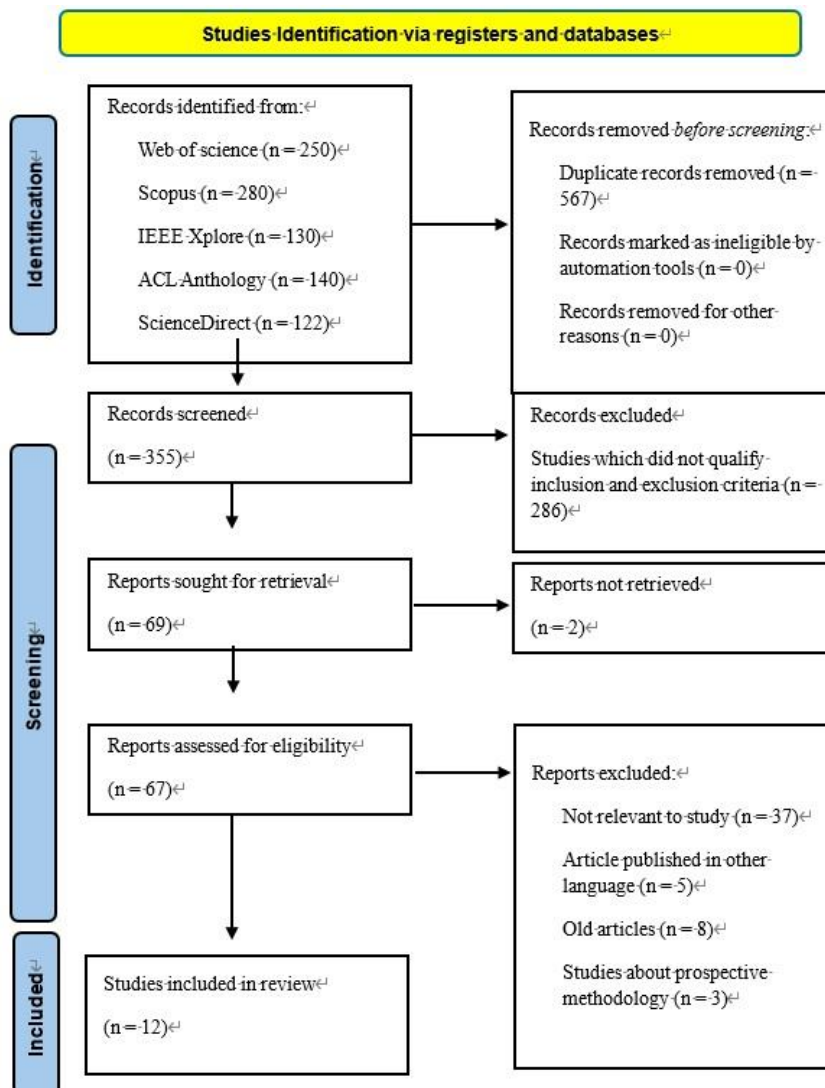 Studies Identification via registers and databases↵
Identification↵
Records identified from:↵
Web of science (n = 250)↵
Scopus (n = 280)↵
IEEE Xplore (n = 130)↵
ACL Anthology (n = 140)↵
ScienceDirect (n = 122)↵
Records removed before screening:↵
Duplicate records removed (n =
567)↵
Records marked as ineligible by
automation tools (n = 0)↵
Records removed for other
reasons (n = 0)↵
Screening↵
Records screened↵
(n = 355)↵
Records excluded↵
Studies which did not qualify
inclusion and exclusion criteria (n =
286)↵
Reports sought for retrieval↵
(n = 69)↵
Reports not retrieved↵
(n = 2)↵
Reports assessed for eligibility↵
(n = 67)↵
Reports excluded:↵
Not relevant to study (n = 37)↵
Article published in other
language (n = 5)↵
Old articles (n = 8)↵
Studies about prospective
methodology (n = 3)↵
Included↵
Studies included in review↵
(n = 12)↵